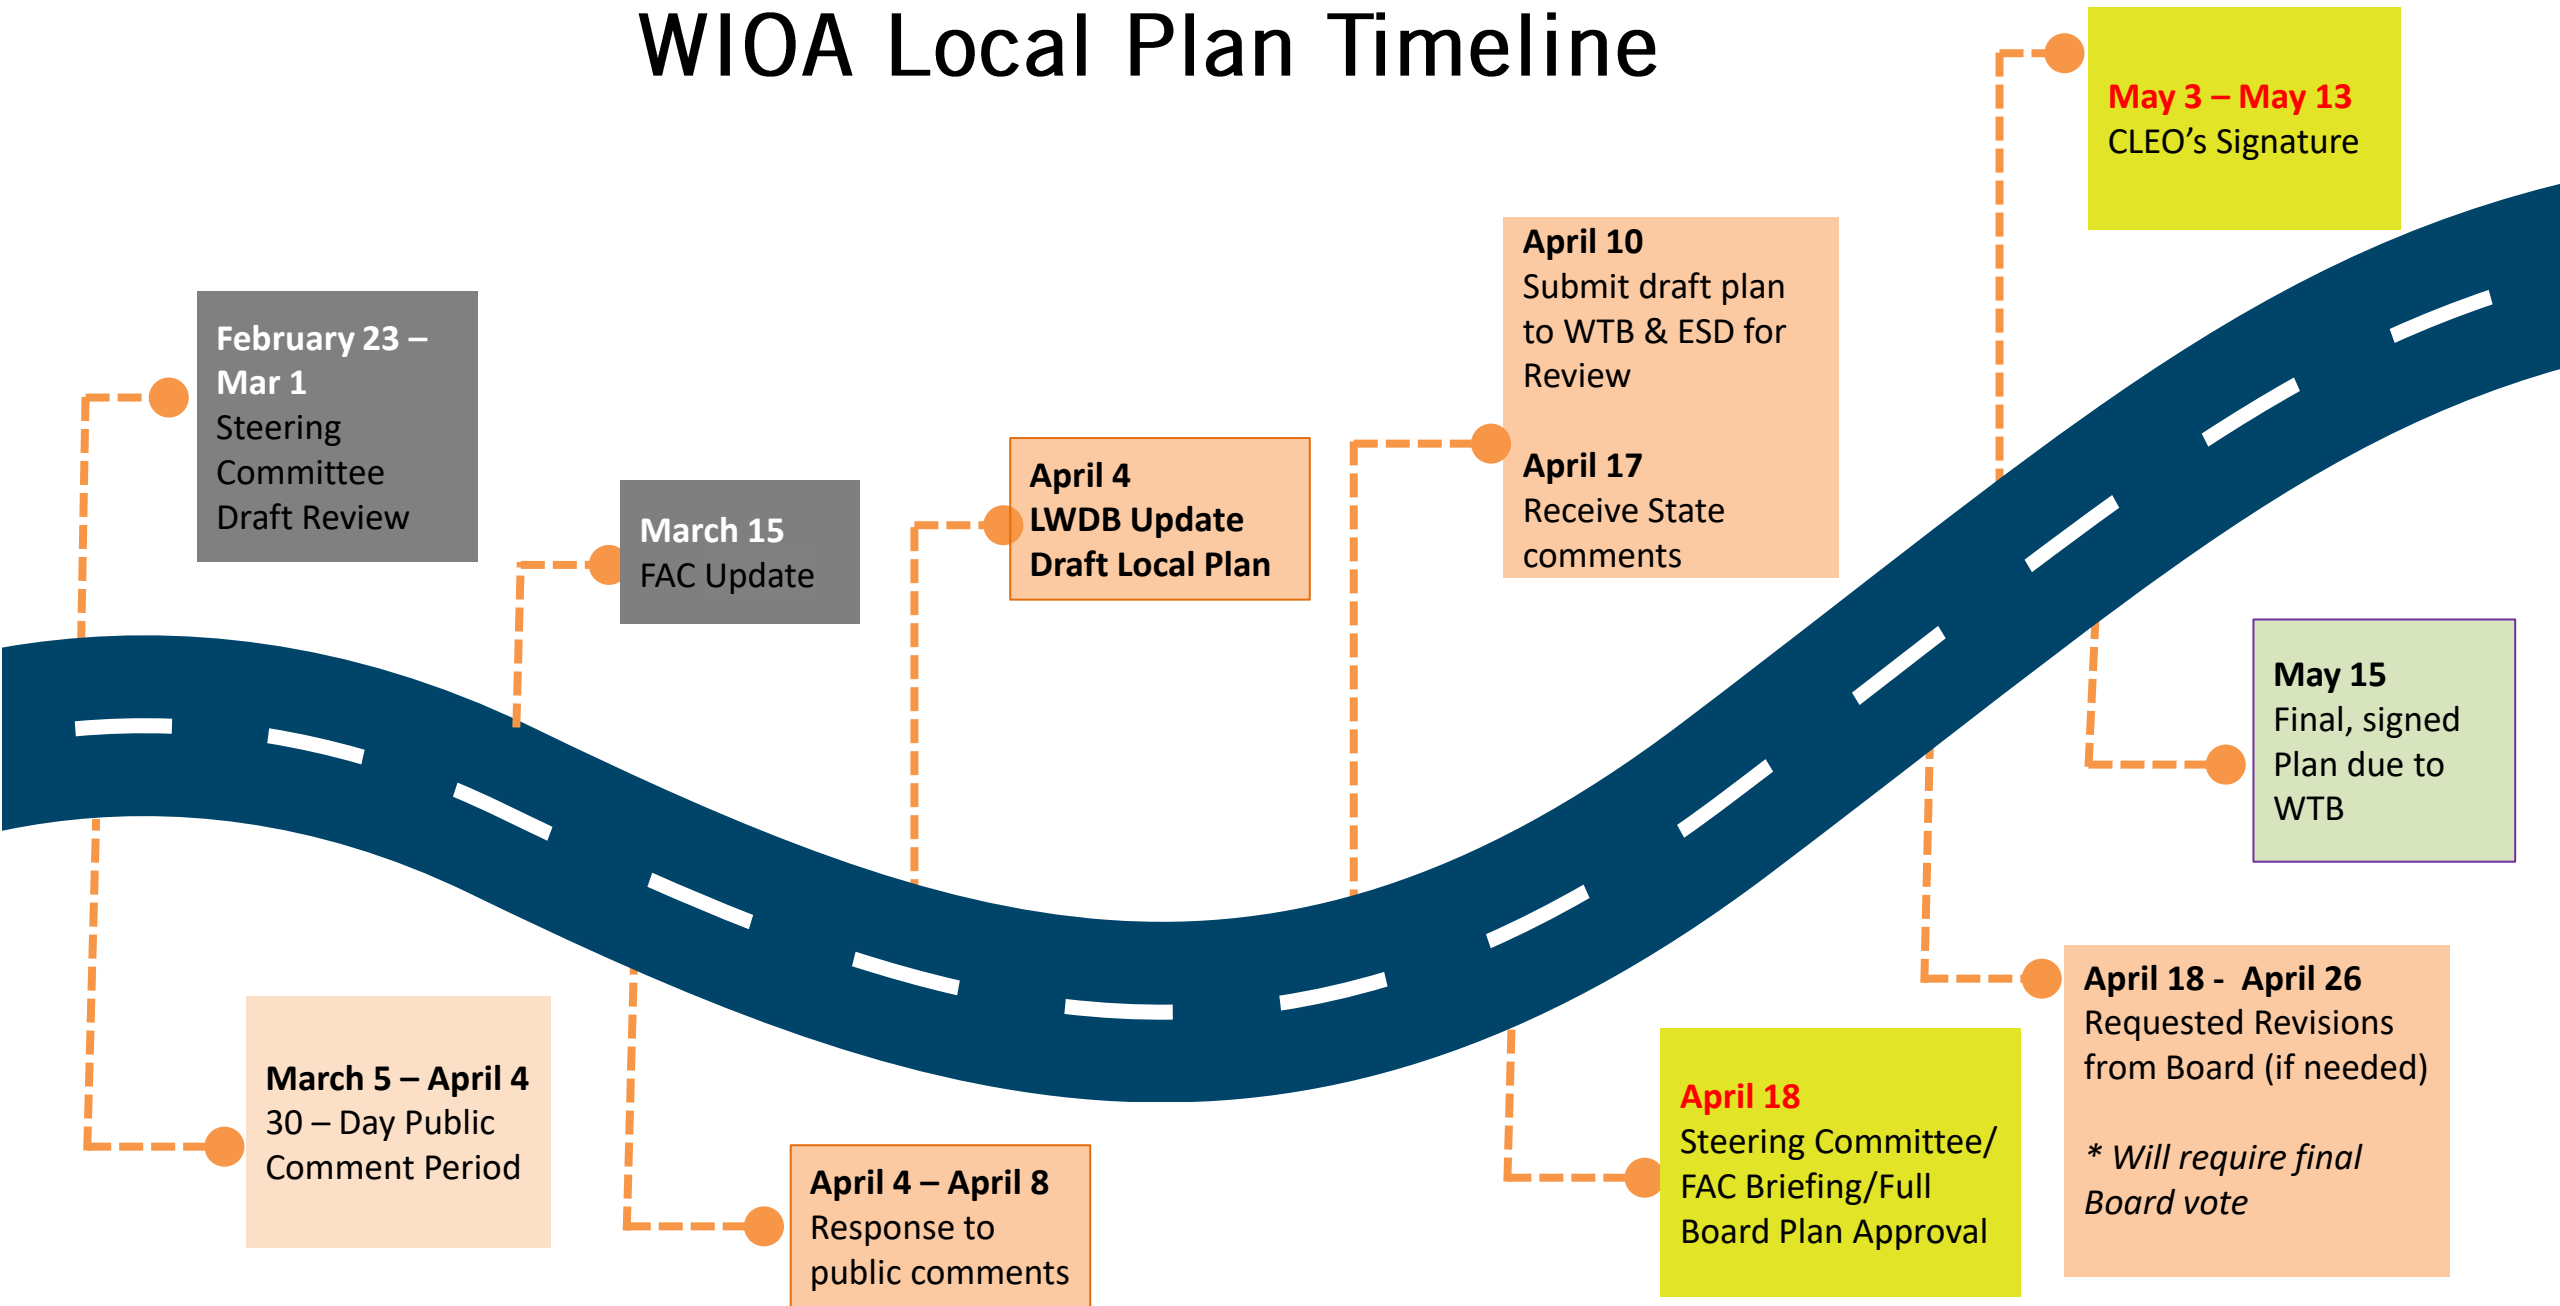 WIOA Local Plan Timeline
February 23 –
Mar 1
Steering
Committee
Draft Review
March 5 – April 4
30 – Day Public
Comment Period
March 15
FAC Update
April 4 – April 8
Response to
public comments
April 4
LWDB Update
Draft Local Plan
April 10
Submit draft plan
to WTB & ESD for
Review
April 17
Receive State
comments
April 18
Steering Committee/
FAC Briefing/Full
Board Plan Approval
April 18 -  April 26
Requested Revisions
from Board (if needed)
* Will require final
Board vote
May 3 – May 13
CLEO’s Signature
May 15
Final, signed
Plan due to
WTB